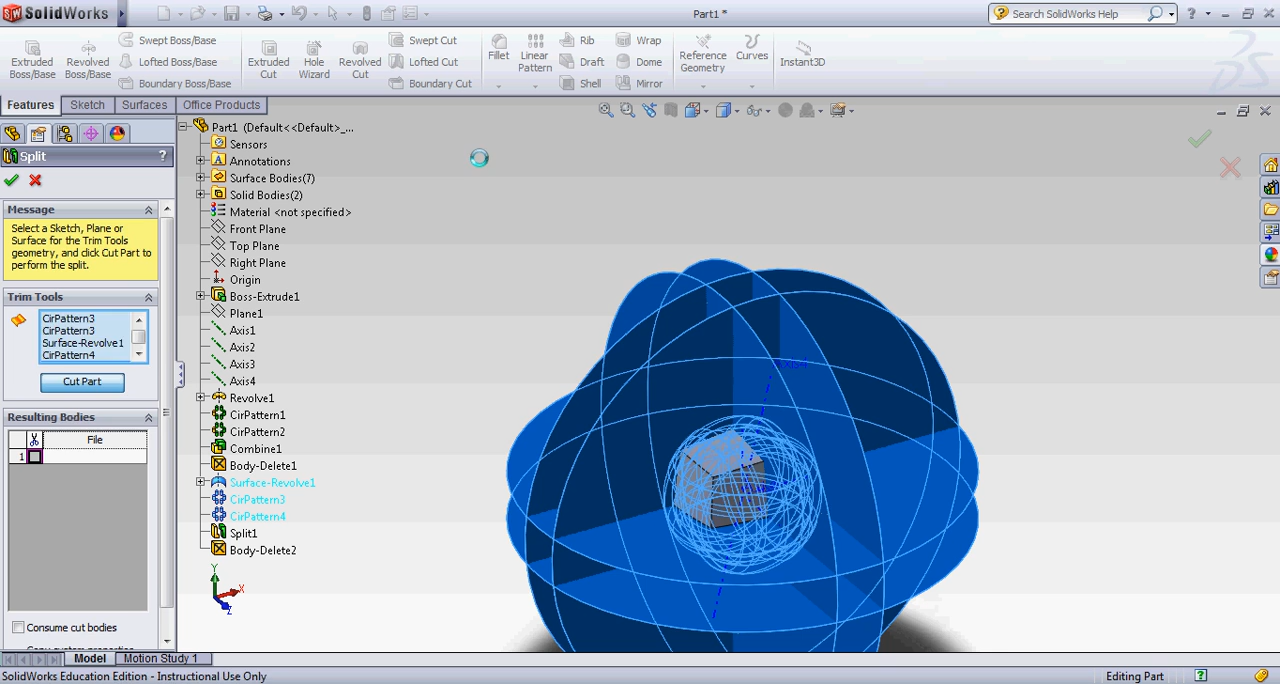 SolidWorks
Part1 *
Search SolidWorks Help
Extruded Boss/Base
Revolved Boss/Base
Swept Boss/Base
Lofted Boss/Base
Boundary Boss/Base
Extruded Cut
Hole Wizard
Revolved Cut
Swept Cut
Lofted Cut
Boundary Cut
Fillet
Linear Pattern
Rib
Draft
Shell
Wrap
Dome
Mirror
Reference Geometry
Curves
Instant3D
Features
Sketch
Surfaces
Office Products
Split
?
Message
Select a Sketch, Plane or
Surface for the Trim Tools
geometry, and click Cut Part to
perform the split.
Trim Tools
CirPattern3
CirPattern3
Surface-Revolve1
CirPattern4
Cut Part
Resulting Bodies
File
1
Consume cut bodies
Part1 (Default<<Default>_...
Sensors
Annotations
Surface Bodies(7)
Solid Bodies(2)
Material <not specified>
Front Plane
Top Plane
Right Plane
Origin
Boss-Extrude1
Plane1
Axis1
Axis2
Axis3
Axis4
Revolve1
CirPattern1
CirPattern2
Combine1
Body-Delete1
Surface-Revolve1
CirPattern3
CirPattern4
Split1
Body-Delete2
Y
X
Z
Model
Motion Study 1
SolidWorks Education Edition - Instructional Use Only
Editing Part